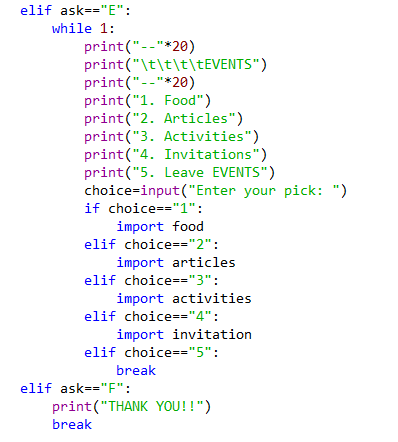 elif ask=="E":
    while 1:
        print("--"*20)
        print("\t\t\t\tEVENTS")
        print("--"*20)
        print("1. Food")
        print("2. Articles")
        print("3. Activities")
        print("4. Invitations")
        print("5. Leave EVENTS")
        choice=input("Enter your pick: ")
        if choice=="1":
            import food
        elif choice=="2":
            import articles
        elif choice=="3":
            import activities
        elif choice=="4":
            import invitation
        elif choice=="5":
            break
elif ask=="F":
    print("THANK YOU!!")
    break